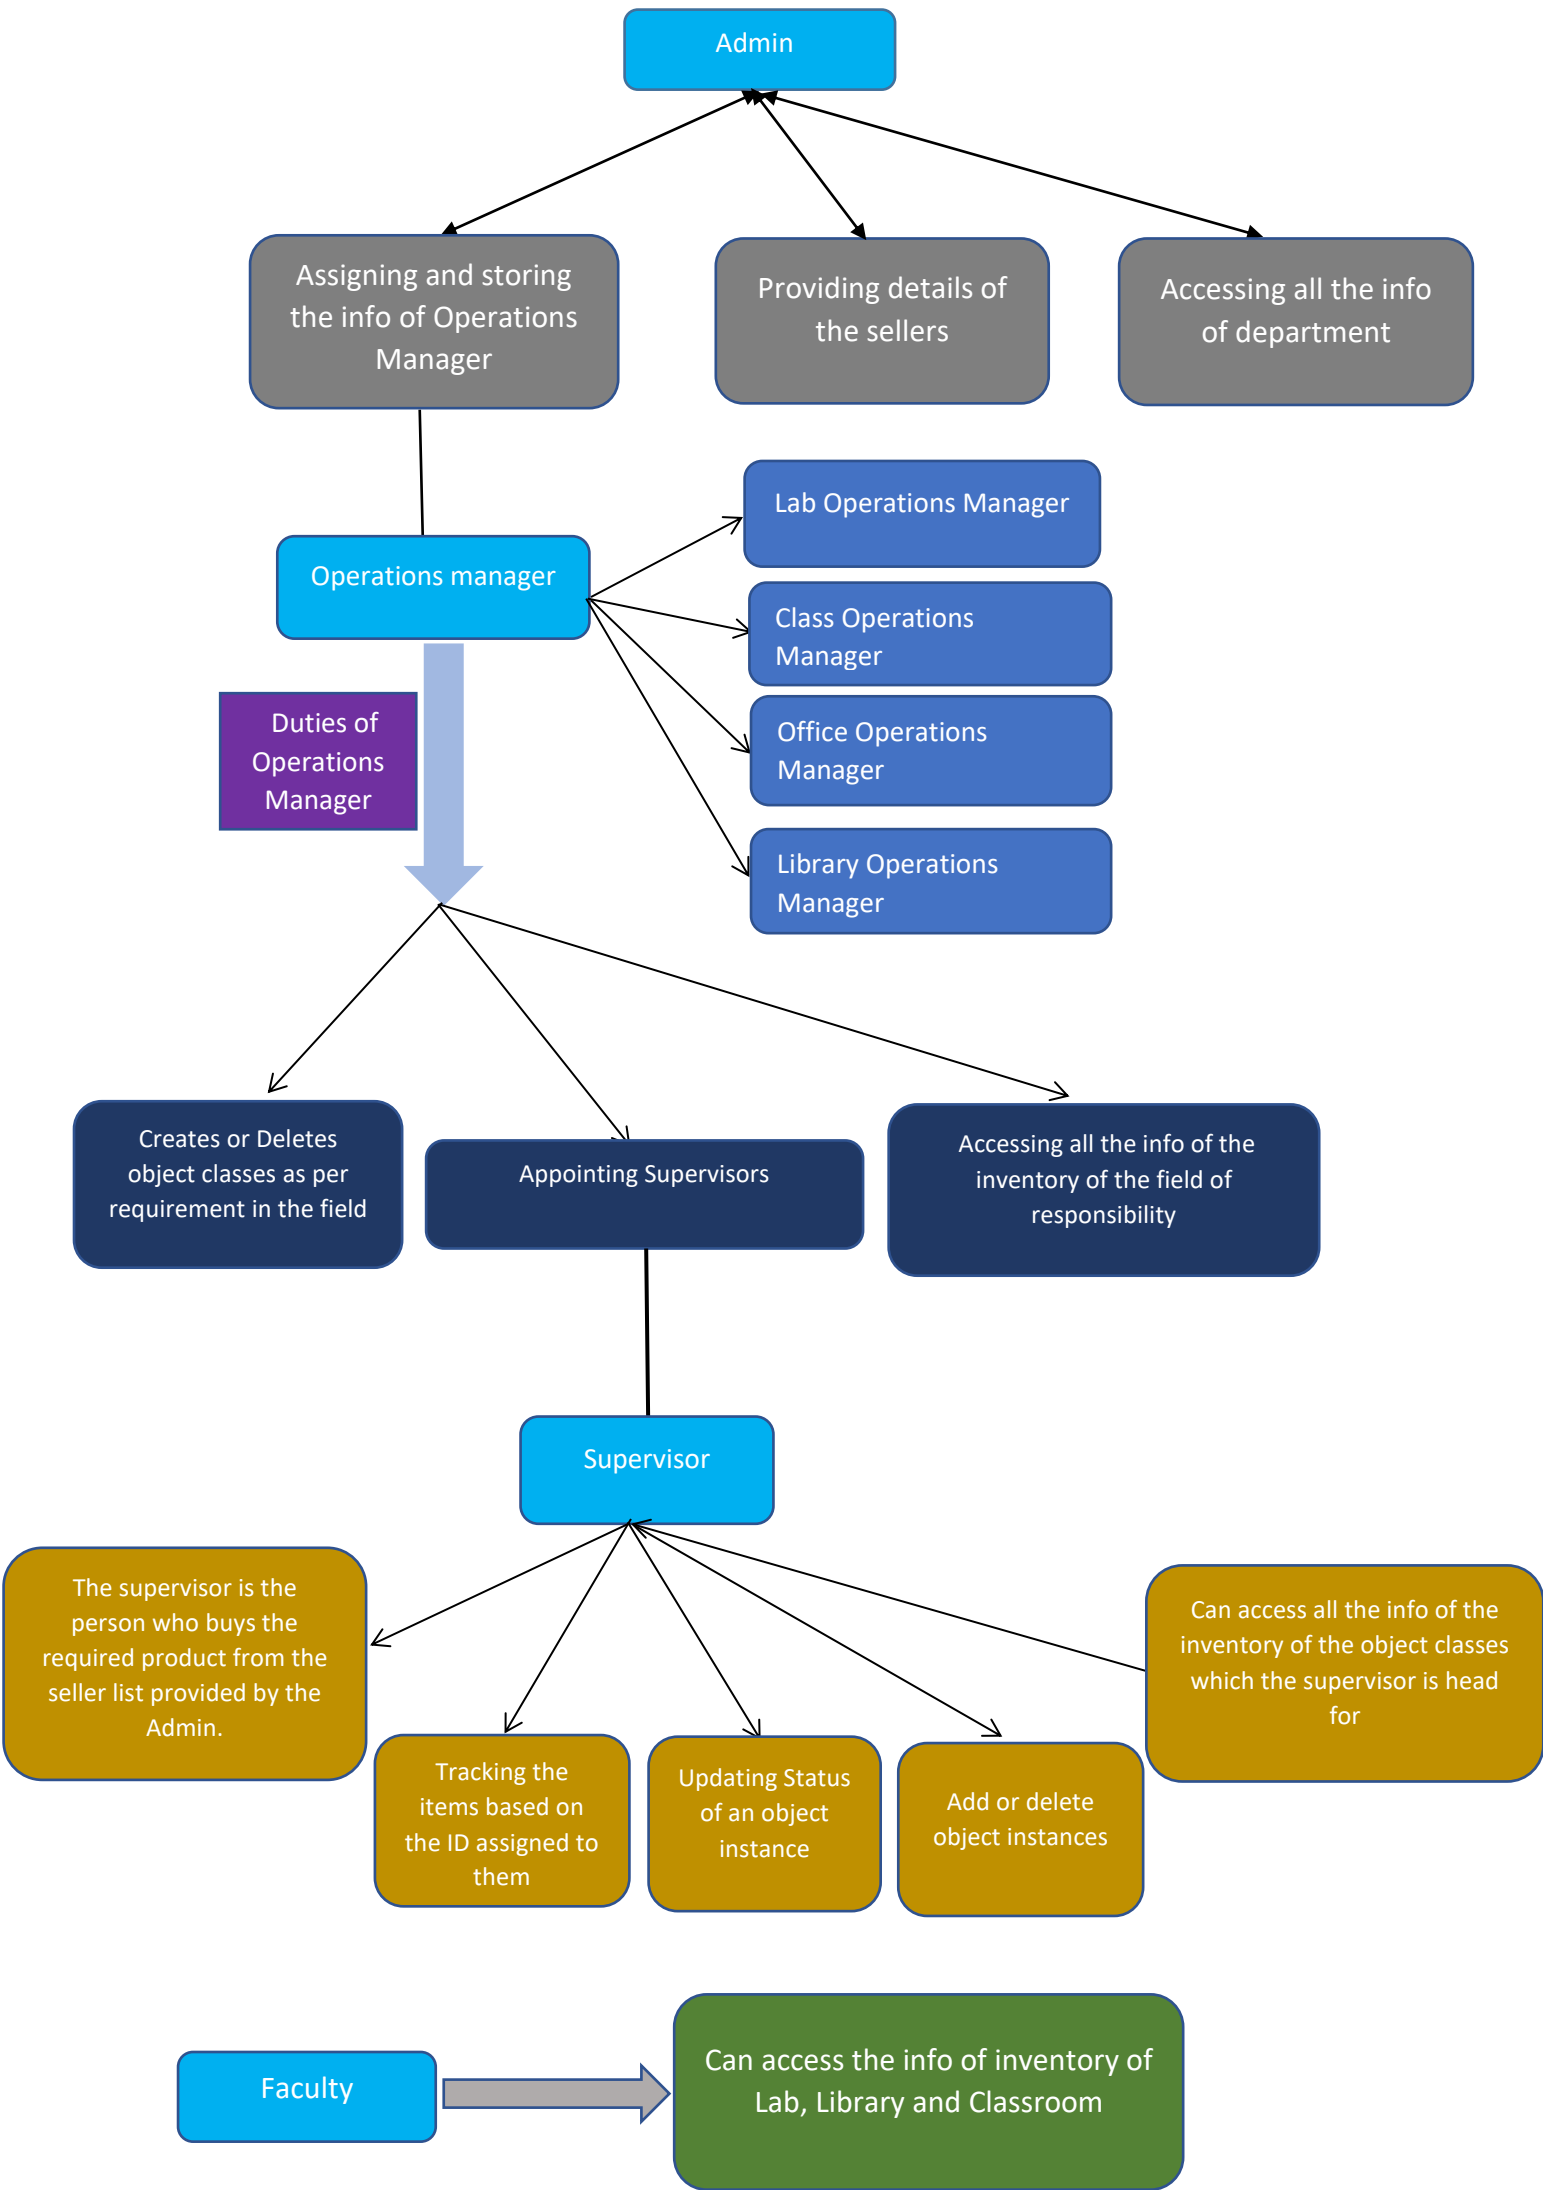 Admin
Assigning and storing
the info of Operations
Manager
Providing details of
the sellers
Accessing all the info
of department
Operations manager
Lab Operations Manager
Class Operations
Manager
Office Operations
Manager
Library Operations
Manager
Duties of
Operations
Manager
Creates or Deletes
object classes as per
requirement in the field
Appointing Supervisors
Accessing all the info of the
inventory of the field of
responsibility
Supervisor
The supervisor is the
person who buys the
required product from the
seller list provided by the
Admin.
Tracking the
items based on
the ID assigned to
them
Updating Status
of an object
instance
Add or delete
object instances
Can access all the info of the
inventory of the object classes
which the supervisor is head
for
Faculty
Can access the info of inventory of
Lab, Library and Classroom